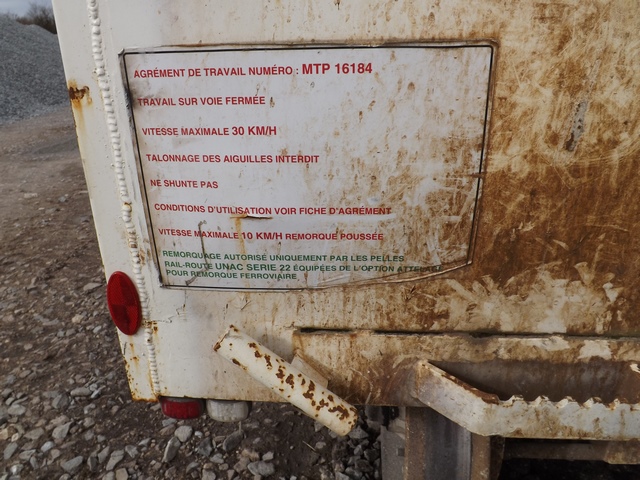 AGRÉMENT DE TRAVAIL NUMÉRO : MTP 16184
TRAVAIL SUR VOIE FERMÉE
VITESSE MAXIMALE 30 KM/H
TALONNAGE DES AIGUILLES INTERDIT
NE SHUNTE PAS
CONDITIONS D'UTILISATION VOIR FICHE D'AGRÉMENT
VITESSE MAXIMALE 10 KM/H REMORQUE POUSSÉE
REMORQUAGE AUTORISÉ UNIQUEMENT PAR LES PELLES
RAIL-ROUTE UNAC SERIE 22 ÉQUIPÉES DE L'OPTION ATTELAGE
POUR REMORQUE FERROVIAIRE